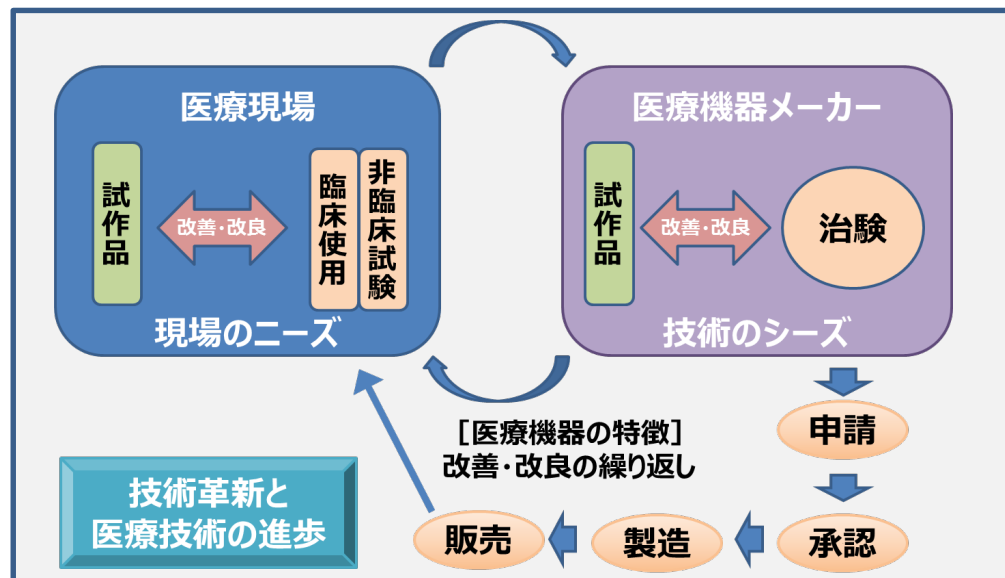 医療現場
試作品
改善・改良
臨床使用
非臨床試験
現場のニーズ
医療機器メーカー
試作品
改善・改良
治験
技術のシーズ
申請
［医療機器の特徴］
改善・改良の繰り返し
承認
製造
販売
技術革新と
医療技術の進歩